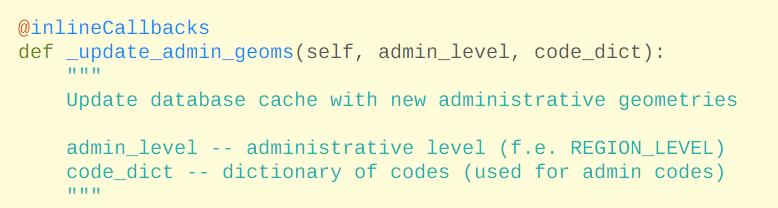 @inlineCallbacks
def _update_admin_geoms(self, admin_level, code_dict):
    """
    Update database cache with new administrative geometries

    admin_level -- administrative level (f.e. REGION_LEVEL)
    code_dict -- dictionary of codes (used for admin codes)
    """